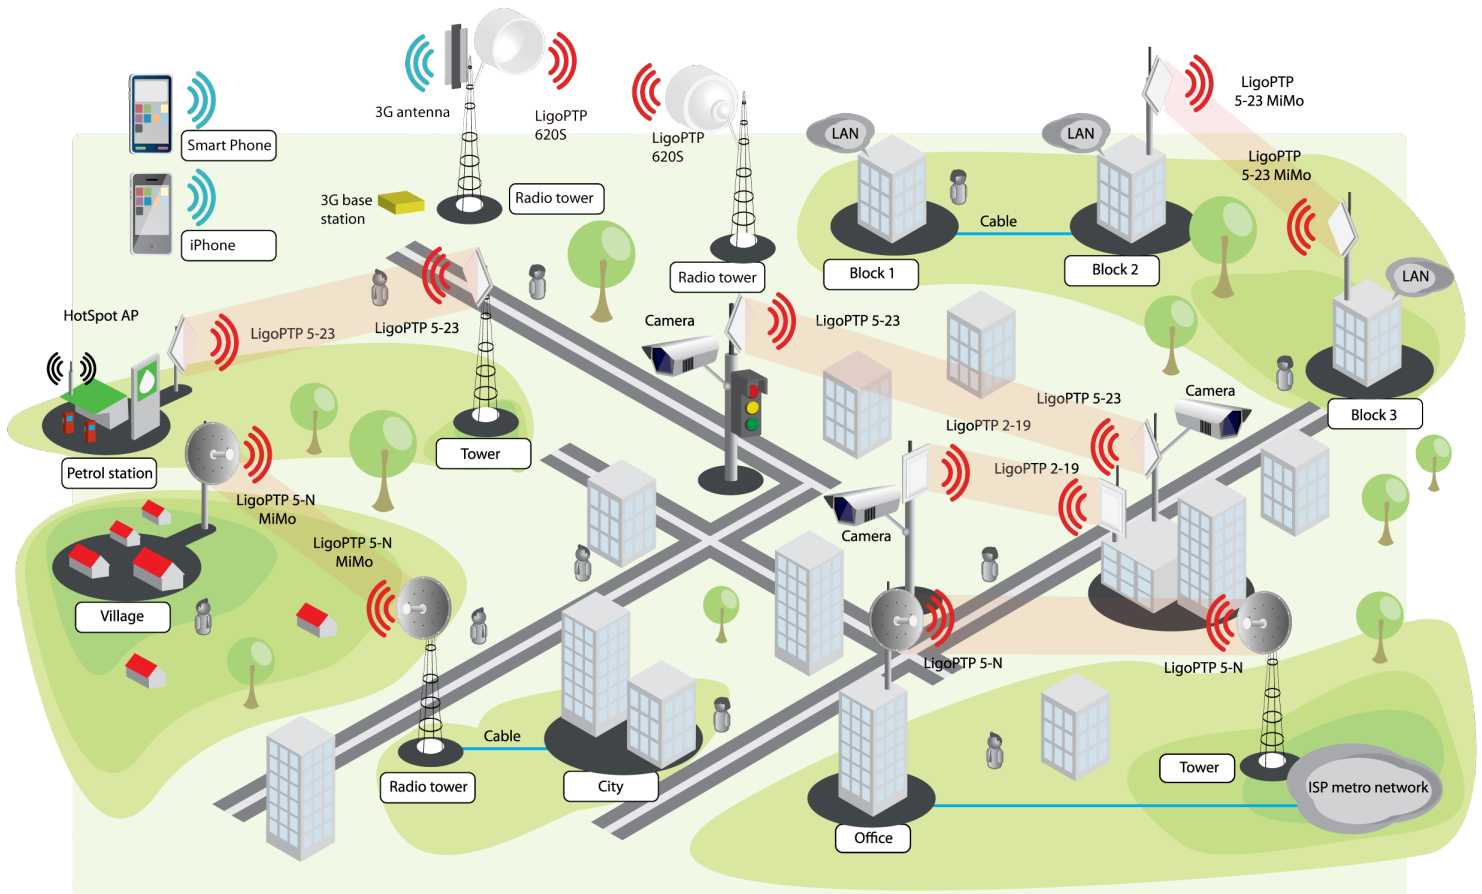 3G antenna
LigoPTP
620S
LigoPTP
620S
LigoPTP
5-23 MiMo
LAN
LAN
Smart Phone
LigoPTP
5-23 MiMo
3G base
station
Radio tower
iPhone
Cable
Radio tower
Block 1
Block 2
LAN
HotSpot AP
LigoPTP 5-23
LigoPTP 5-23
Camera
LigoPTP 5-23
Camera
LigoPTP 5-23
Block 3
LigoPTP 2-19
Petrol station
Tower
LigoPTP 2-19
LigoPTP 5-N
MiMo
LigoPTP 5-N
MiMo
Camera
Village
LigoPTP 5-N
LigoPTP 5-N
Cable
Radio tower
City
Tower
ISP metro network
Office